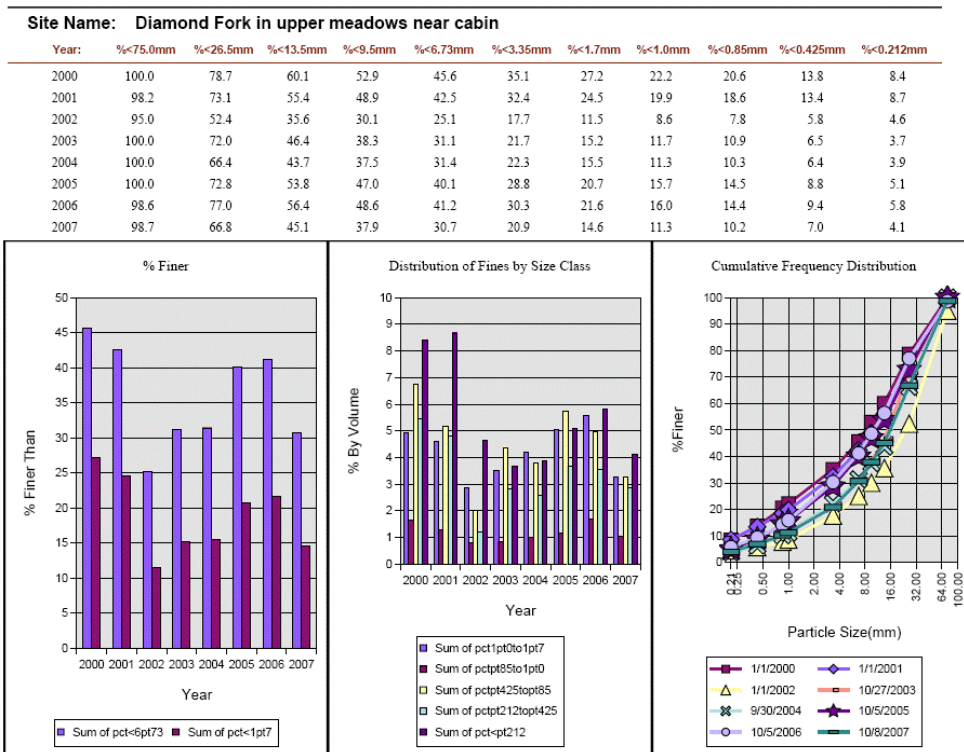 Site Name: Diamond Fork in upper meadows near cabin
Year: %<75.0mm %<26.5mm %<13.5mm %<9.5mm %<6.73mm %<3.35mm %<1.7mm %<1.0mm %<0.85mm %<0.425mm %<0.212mm
2000 100.0 78.7 60.1 52.9 45.6 35.1 27.2 22.2 20.6 13.8 8.4
2001 98.2 73.1 55.4 48.9 42.5 32.4 24.5 19.9 18.6 13.4 8.7
2002 95.0 52.4 35.6 30.1 25.1 17.7 11.5 8.6 7.8 5.8 4.6
2003 100.0 72.0 46.4 38.3 31.1 21.7 15.2 11.7 10.9 6.5 3.7
2004 100.0 66.4 43.7 37.5 31.4 22.3 15.5 11.3 10.3 6.4 3.9
2005 100.0 72.8 53.8 47.0 40.1 28.8 20.7 15.7 14.5 8.8 5.1
2006 98.6 77.0 56.4 48.6 41.2 30.3 21.6 16.0 14.4 9.4 5.8
2007 98.7 66.8 45.1 37.9 30.7 20.9 14.6 11.3 10.2 7.0 4.1
% Finer
50
45
40
35
30
25
20
15
10
5
0
% Finer Than
2000 2001 2002 2003 2004 2005 2006 2007
Year
Sum of pct<6pt73 Sum of pct<1pt7
Distribution of Fines by Size Class
10
9
8
7
6
5
4
3
2
1
0
% By Volume
2000 2001 2002 2003 2004 2005 2006 2007
Year
Sum of pct1pt0to1pt7
Sum of pctpt85to1pt0
Sum of pctpt425topt85
Sum of pctpt212topt425
Sum of pct<pt212
Cumulative Frequency Distribution
100
90
80
70
60
50
40
30
20
10
0
%Finer
0.21 0.25 0.50 1.00 2.00 4.00 8.00 16.00 32.00 64.00 100.00
Particle Size(mm)
1/1/2000 1/1/2001
1/1/2002 10/27/2003
9/30/2004 10/5/2005
10/5/2006 10/8/2007